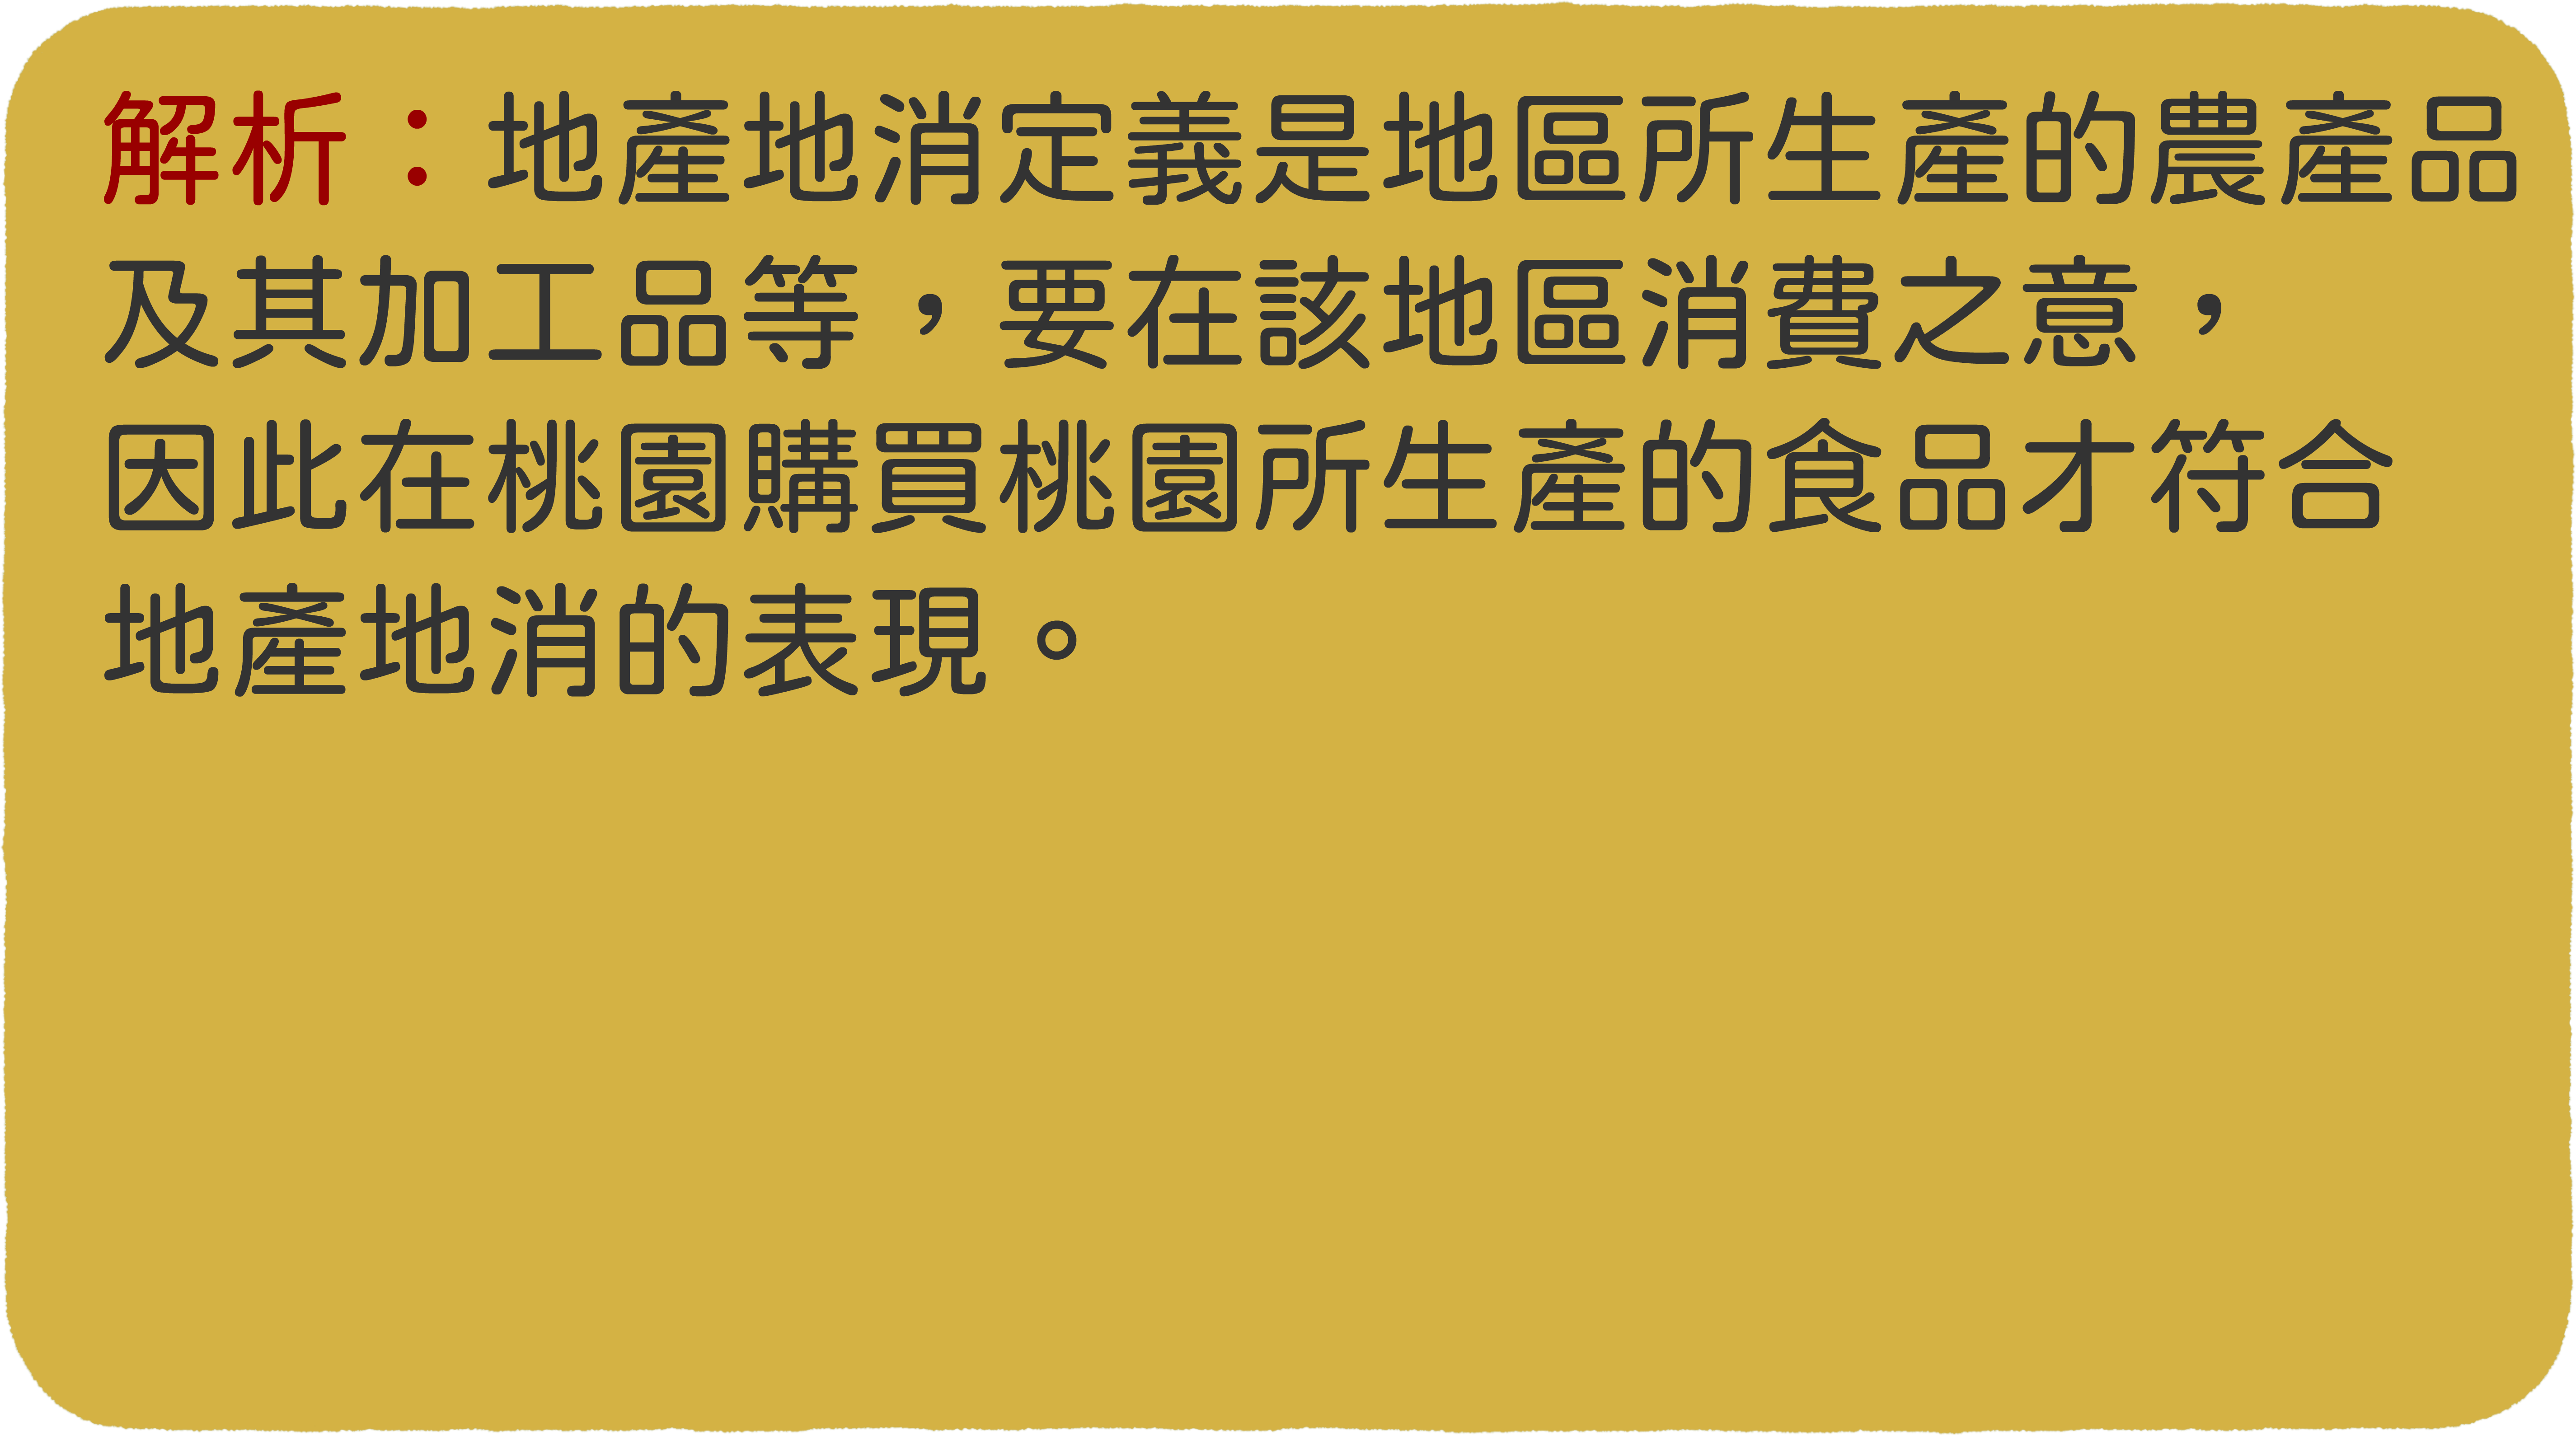 解析：地產地消定義是地區所生產的農產品
及其加工品等，要在該地區消費之意，
因此在桃園購買桃園所生產的食品才符合
地產地消的表現。